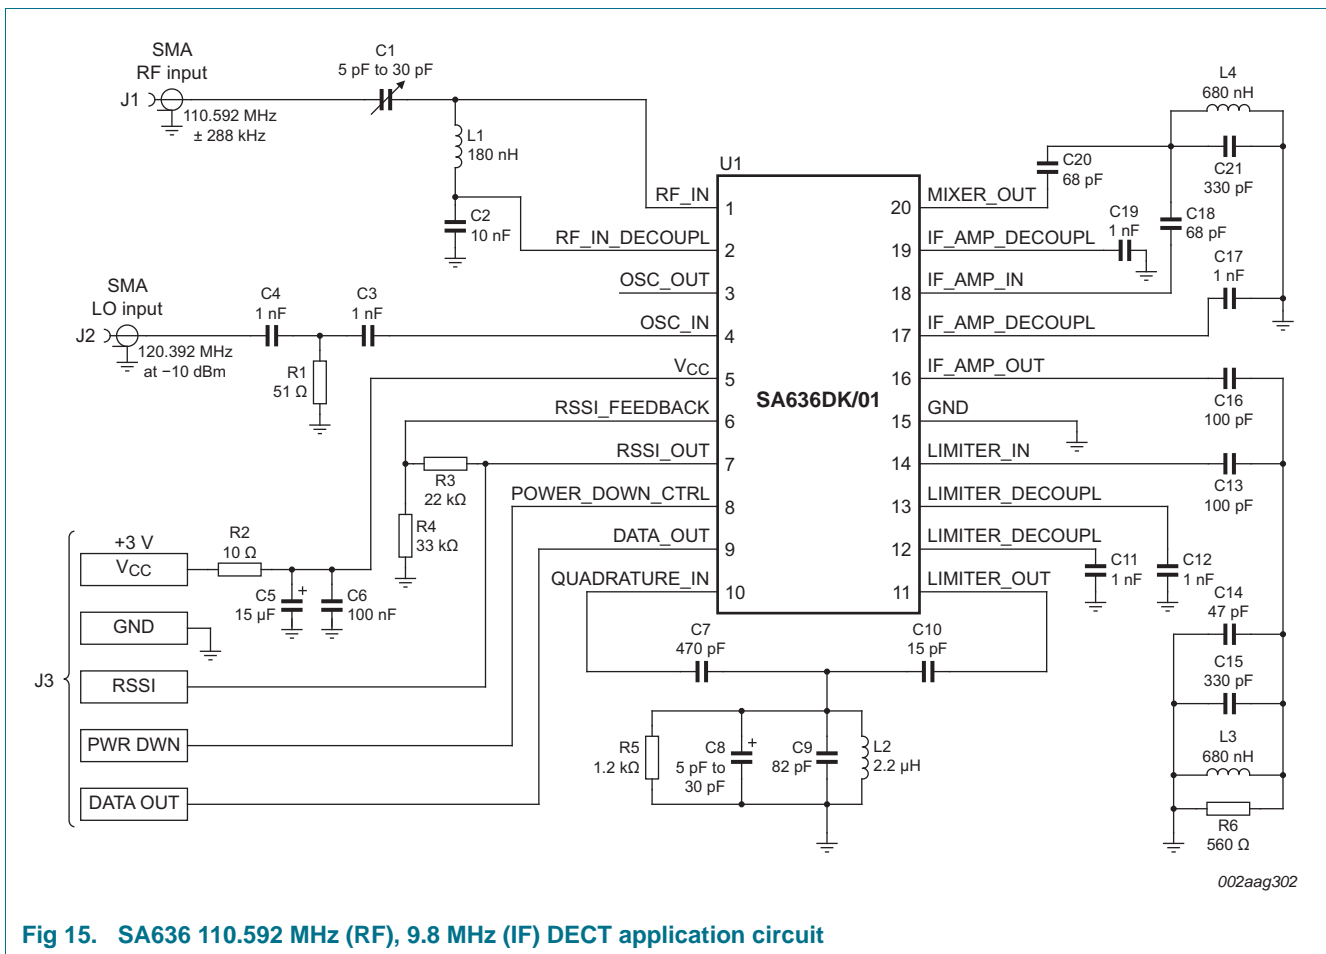 SMA
RF input
J1
110.592 MHz
± 288 kHz
C1
5 pF to 30 pF
L1
180 nH
C2
10 nF
SMA
LO input
J2
120.392 MHz
at −10 dBm
C4
1 nF
C3
1 nF
R1
51 Ω
U1
SA636DK/01
RF_IN
1
RF_IN_DECOUPL
2
OSC_OUT
3
OSC_IN
4
VCC
5
RSSI_FEEDBACK
6
RSSI_OUT
7
POWER_DOWN_CTRL
8
DATA_OUT
9
QUADRATURE_IN
10
20
MIXER_OUT
19
IF_AMP_DECOUPL
18
IF_AMP_IN
17
IF_AMP_DECOUPL
16
IF_AMP_OUT
15
GND
14
LIMITER_IN
13
LIMITER_DECOUPL
12
LIMITER_DECOUPL
11
LIMITER_OUT
L4
680 nH
C20
68 pF
C21
330 pF
C19
1 nF
C18
68 pF
C17
1 nF
C16
100 pF
C13
100 pF
C11
1 nF
C12
1 nF
C14
47 pF
C15
330 pF
L3
680 nH
R6
560 Ω
R3
22 kΩ
R4
33 kΩ
J3
+3 V
VCC
GND
RSSI
PWR DWN
DATA OUT
R2
10 Ω
C5
+
15 μF
C6
100 nF
C7
470 pF
C10
15 pF
R5
1.2 kΩ
C8
+
5 pF to
30 pF
C9
82 pF
L2
2.2 μH
002aag302
Fig 15. SA636 110.592 MHz (RF), 9.8 MHz (IF) DECT application circuit